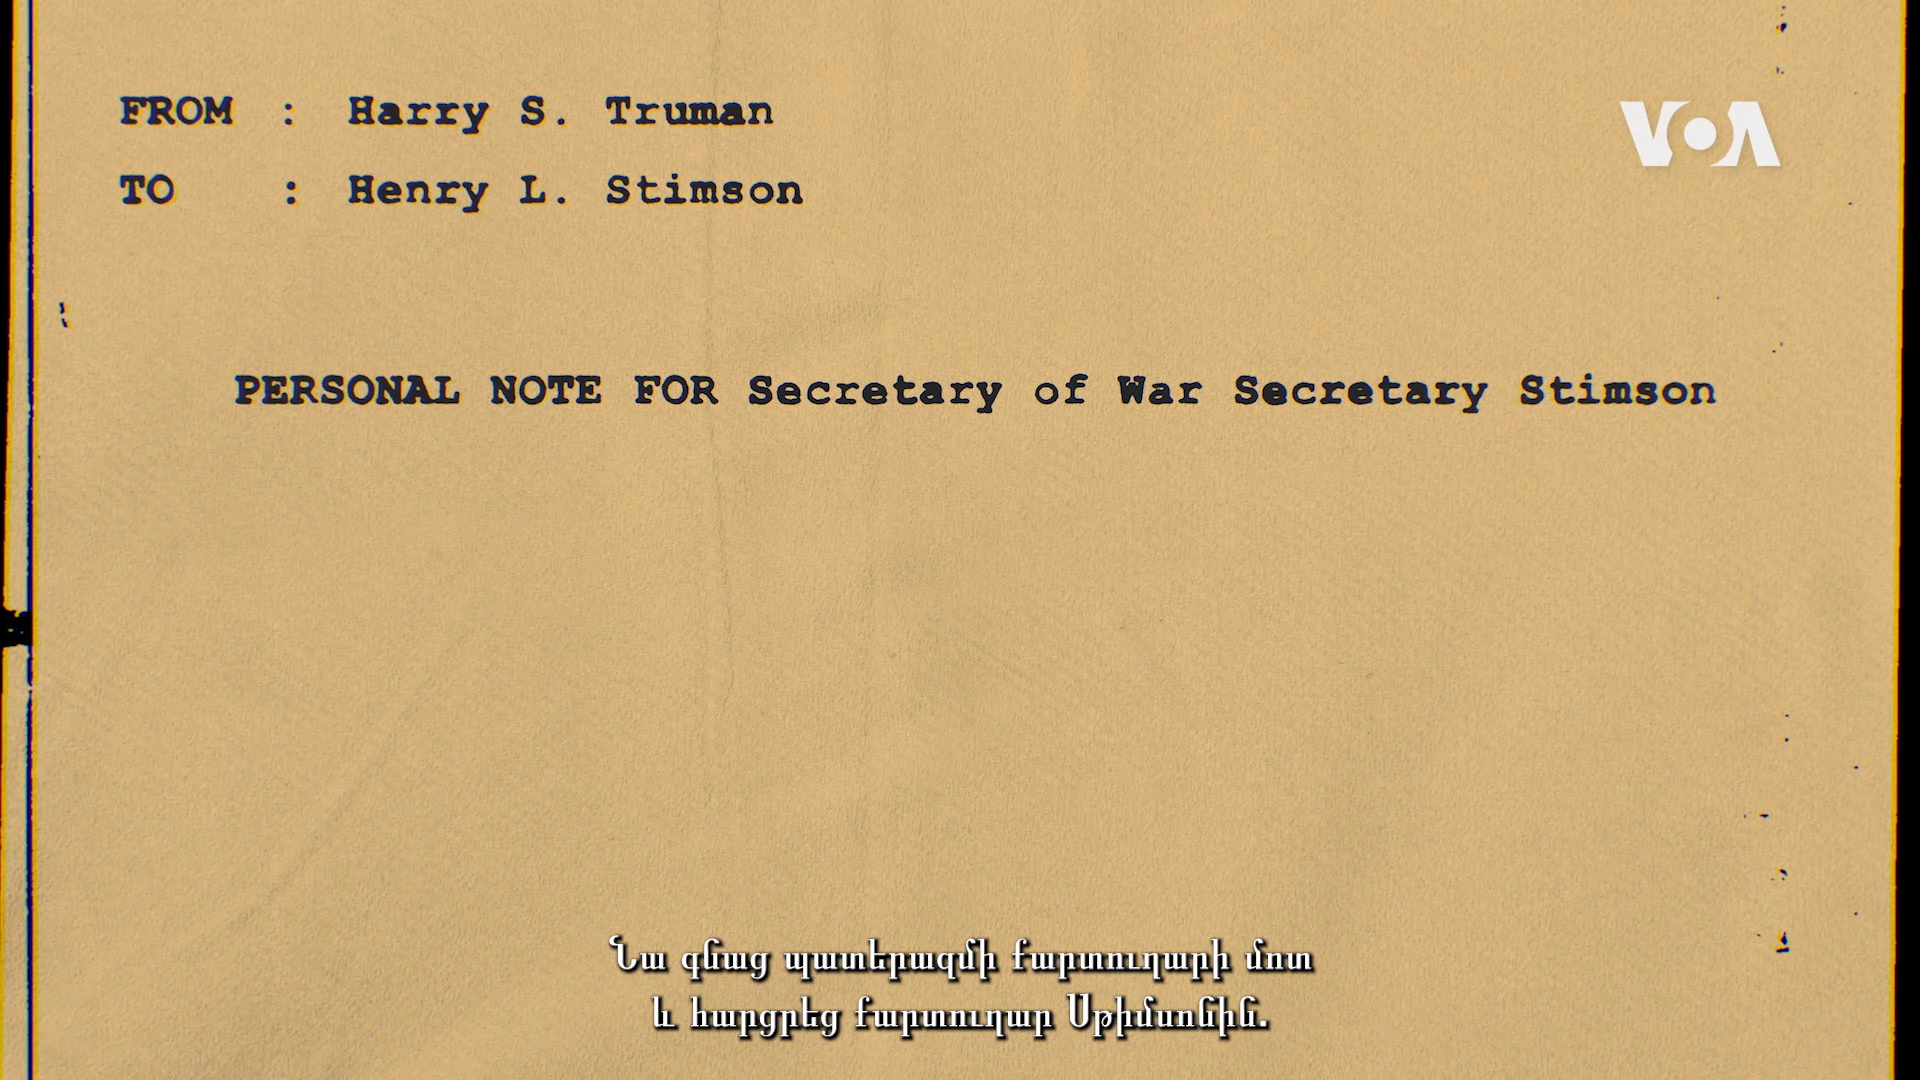 FROM : Harry S. Truman
VOA
TO : Henry L. Stimson
PERSONAL NOTE FOR Secretary of War Secretary Stimson
Նա գնաց պատերազմի քարտուղարի մոտ
և հարցրեց քարտուղար Սթիմսոնին.